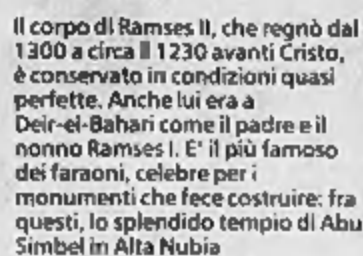 Il corpo di Ramses II, che regnò dal
1300 a circa il 1230 avanti Cristo,
è conservato in condizioni quasi
perfette. Anche lui era a
Deir-el-Bahari come il padre e il
nonno Ramses I. E' il più famoso
dei faraoni, celebre per i
monumenti che fece costruire: fra
questi, lo splendido tempio di Abu
Simbel in Alta Nubia